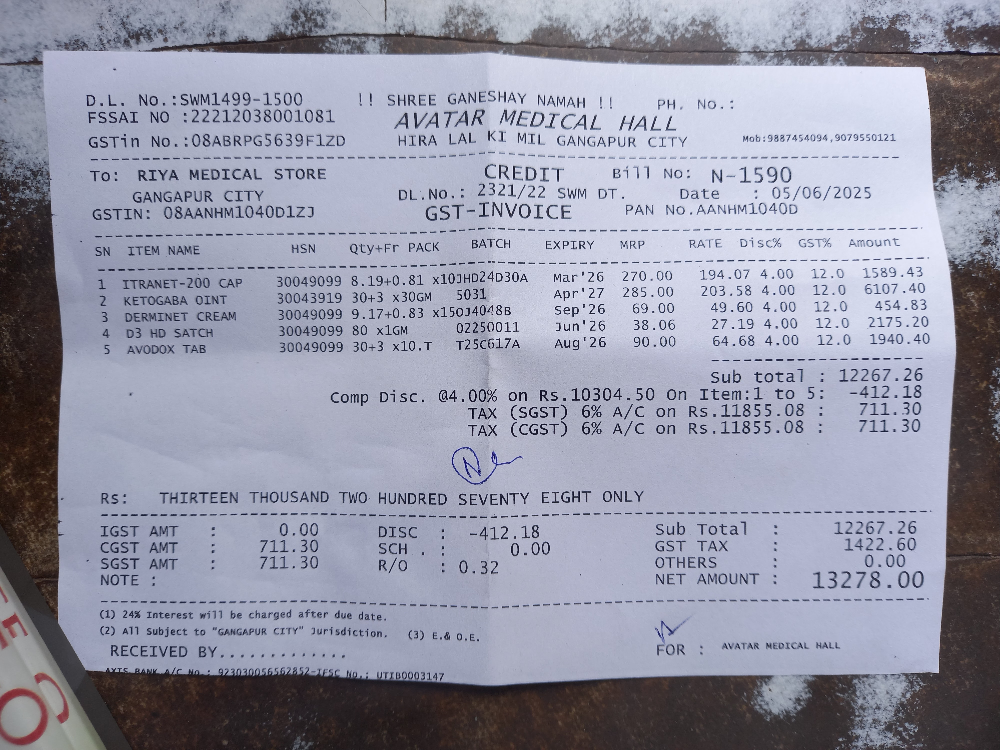 D.L. No.:SWM1499-1500 !! SHREE GANESHAY NAMAH !! PH. No.:
FSSAI NO :22212038001081 AVATAR MEDICAL HALL
GSTin No.:08ABRPG5639F1ZD HIRA LAL KI MIL GANGAPUR CITY Mob:9887454094,9079550121
To: RIYA MEDICAL STORE CREDIT Bill No: N-1590
GANGAPUR CITY DL.No.: 2321/22 SWM DT. Date : 05/06/2025
GSTIN: 08AANHM1040D1ZJ GST-INVOICE PAN No.AANHM1040D
SN ITEM NAME HSN Qty+Fr PACK BATCH EXPIRY MRP RATE Disc% GST% Amount
1 ITRANET-200 CAP 30049099 8.19+0.81 x10JHD24D30A Mar'26 270.00 194.07 4.00 12.0 1589.43
2 KETOGABA OINT 30043919 30+3 x30GM 5031 Apr'27 285.00 203.58 4.00 12.0 6107.40
3 DERMINET CREAM 30049099 9.17+0.83 x15OJ4048B Sep'26 69.00 49.60 4.00 12.0 454.83
4 D3 HD SATCH 30049099 80 x1GM 02250011 Jun'26 38.06 27.19 4.00 12.0 2175.20
5 AVODOX TAB 30049099 30+3 x10.T T25C617A Aug'26 90.00 64.68 4.00 12.0 1940.40
Sub total : 12267.26
Comp Disc. @4.00% on Rs.10304.50 On Item:1 to 5: -412.18
TAX (SGST) 6% A/C on Rs.11855.08 : 711.30
TAX (CGST) 6% A/C on Rs.11855.08 : 711.30
Rs: THIRTEEN THOUSAND TWO HUNDRED SEVENTY EIGHT ONLY
IGST AMT : 0.00 DISC : -412.18 Sub Total : 12267.26
CGST AMT : 711.30 SCH . : 0.00 GST TAX : 1422.60
SGST AMT : 711.30 R/O : 0.32 OTHERS : 0.00
NOTE : NET AMOUNT : 13278.00
(1) 24% Interest will be charged after due date.
(2) All Subject to "GANGAPUR CITY" Jurisdiction. (3) E.& O.E.
RECEIVED BY............. FOR : AVATAR MEDICAL HALL
AXIS BANK A/C No.: 923030056562852-IFSC No.: UTIB0003147